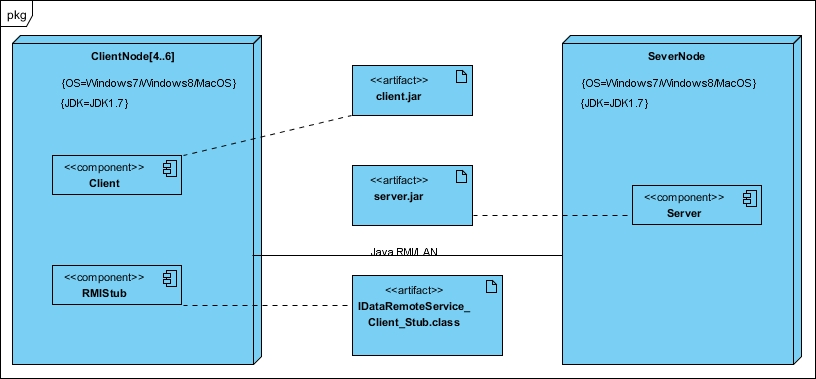 pkg
ClientNode[4..6]
{OS=Windows7/Windows8/MacOS}
{JDK=JDK1.7}
<<component>>
Client
<<component>>
RMIStub
<<artifact>>
client.jar
<<artifact>>
server.jar
Java RMI/LAN
<<artifact>>
IDataRemoteService_
Client_Stub.class
SeverNode
{OS=Windows7/Windows8/MacOS}
{JDK=JDK1.7}
<<component>>
Server